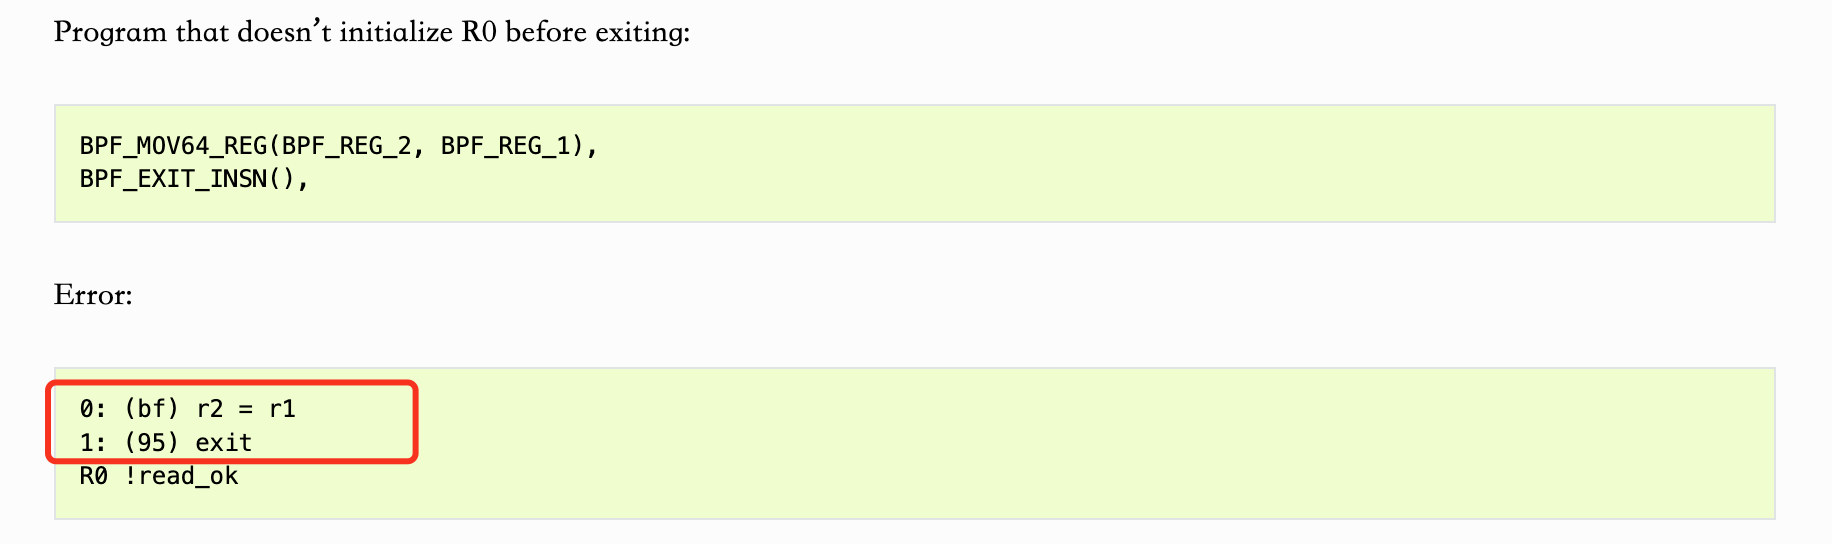 Program that doesn’t initialize R0 before exiting:
BPF_MOV64_REG(BPF_REG_2, BPF_REG_1),
BPF_EXIT_INSN(),
Error:
0: (bf) r2 = r1
1: (95) exit
R0 !read_ok